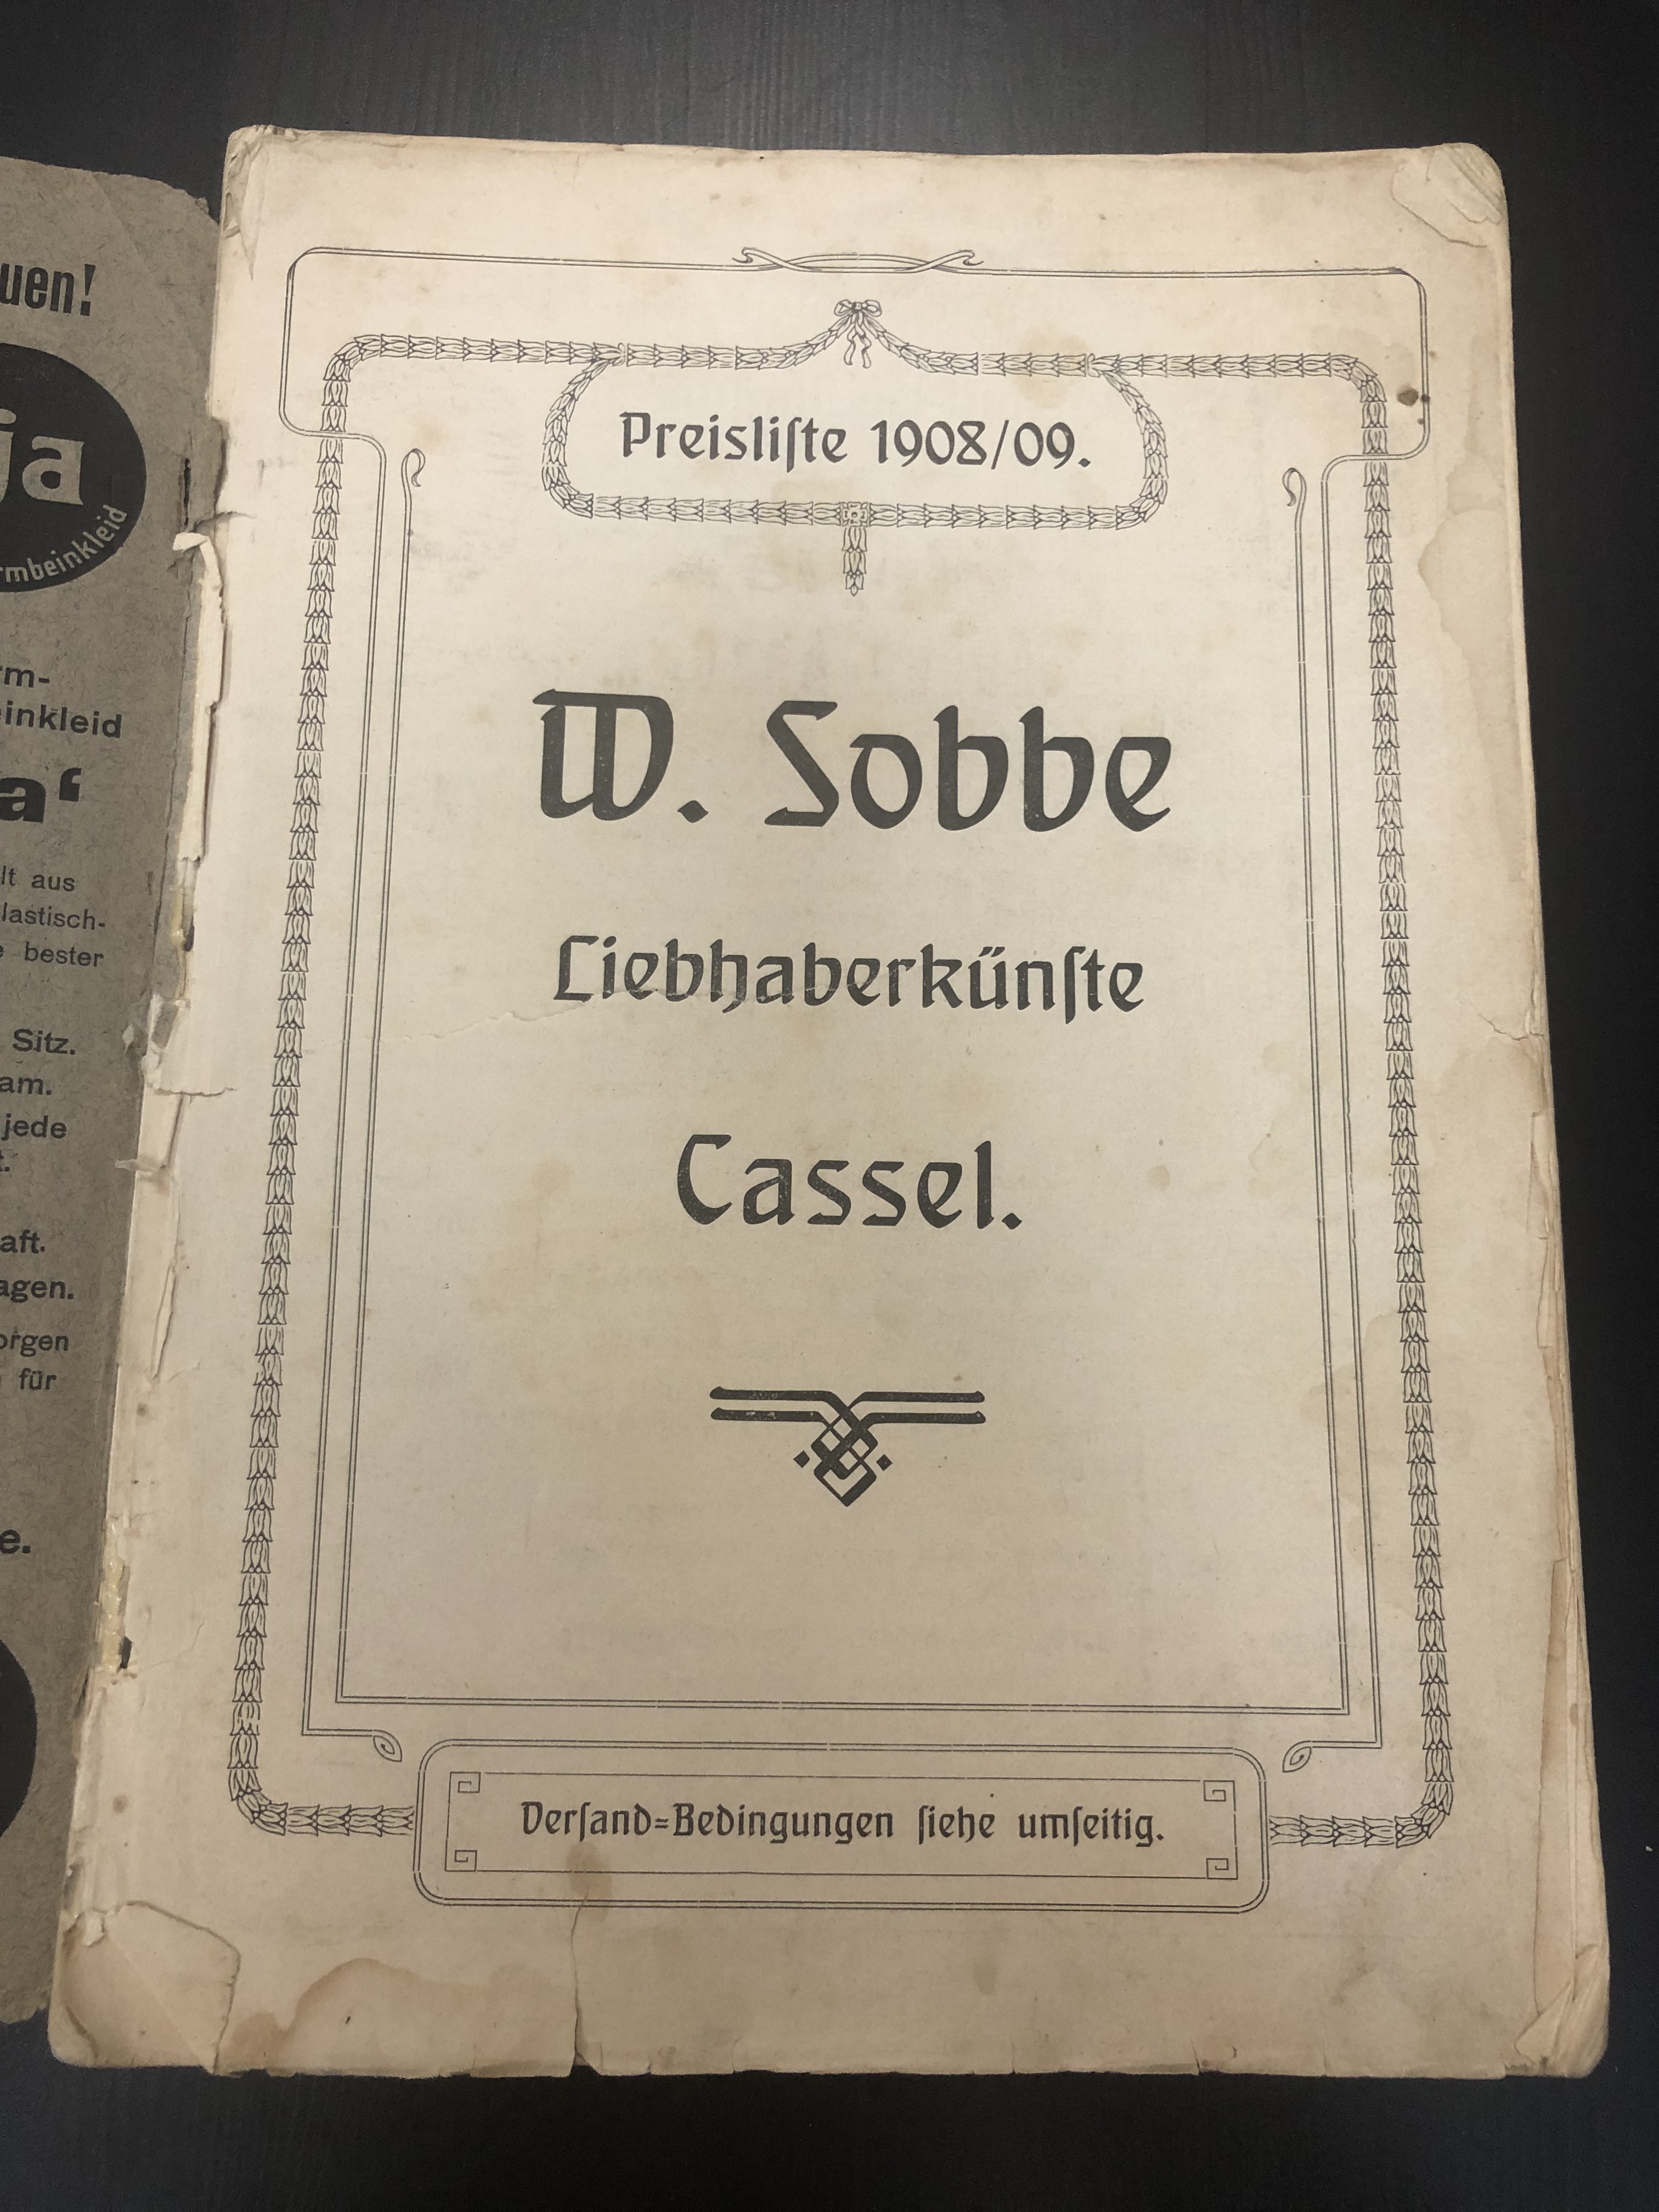 uen!
ja
rmbeinkleid
rm-
einkleid
a‘
lt aus
lastisch-
e bester
Sitz.
am.
jede
t.
aft.
agen.
orgen
für
e.
Preisliſte 1908/09.
W. Sobbe
Liebhaberkünſte
Cassel.
Verſand=Bedingungen ſiehe umſeitig.